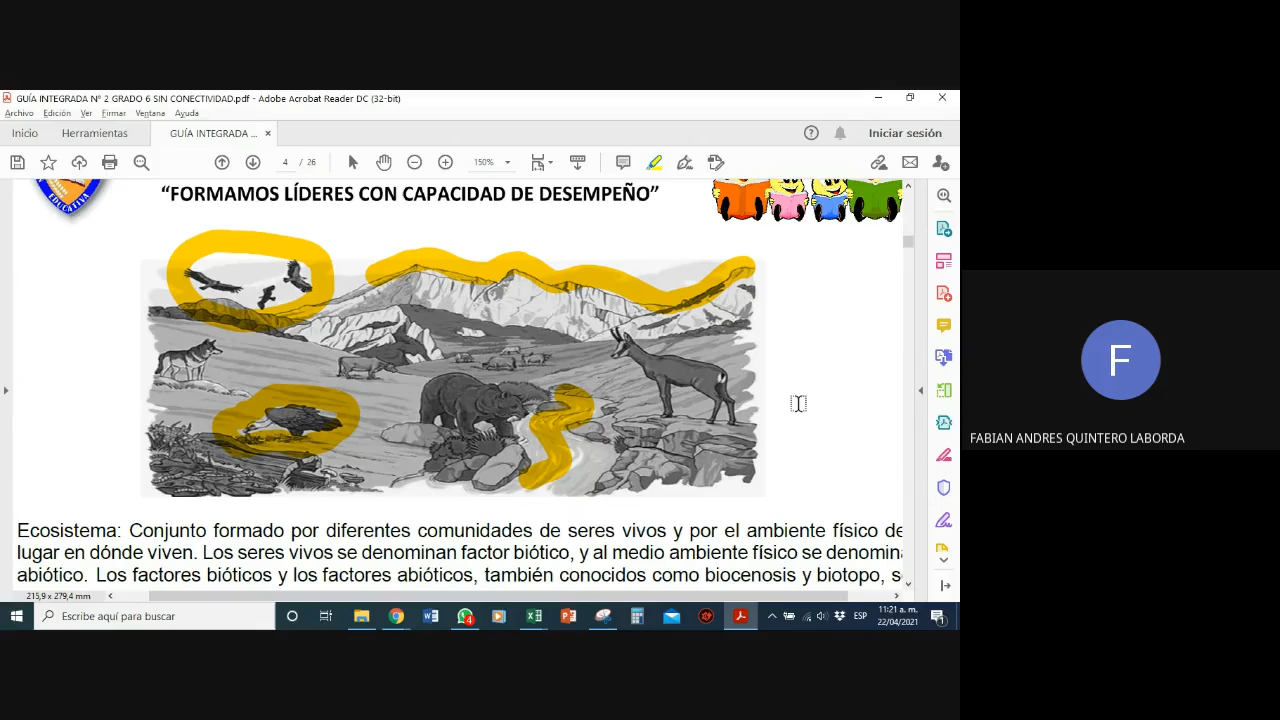 GUÍA INTEGRADA Nº 2 GRADO 6 SIN CONECTIVIDAD.pdf - Adobe Acrobat Reader DC (32-bit)
Archivo Edición Ver Firmar Ventana Ayuda
Inicio Herramientas GUÍA INTEGRADA ... × Iniciar sesión
4 / 26 150%
EDUCATIVA
“FORMAMOS LÍDERES CON CAPACIDAD DE DESEMPEÑO”
Ecosistema: Conjunto formado por diferentes comunidades de seres vivos y por el ambiente físico de
lugar en dónde viven. Los seres vivos se denominan factor biótico, y al medio ambiente físico se denomin
abiótico. Los factores bióticos y los factores abióticos, también conocidos como biocenosis y biotopo, s
215,9 x 279,4 mm
Escribe aquí para buscar
4
ESP
11:21 a. m.
22/04/2021
1
F
FABIAN ANDRES QUINTERO LABORDA